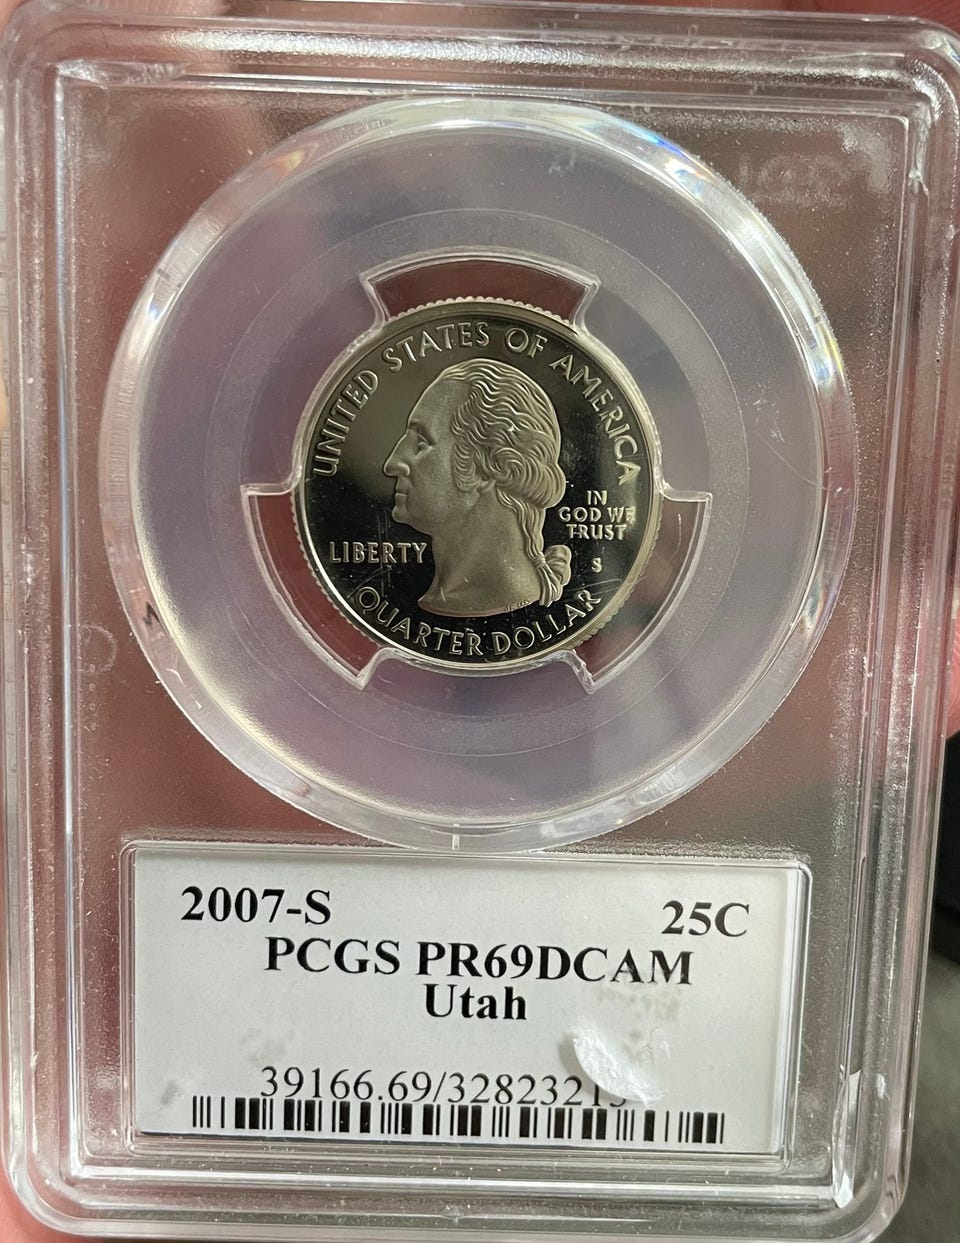 UNITED STATES OF AMERICA
IN
GOD WE
TRUST
LIBERTY
S
QUARTER DOLLAR
2007-S 25C
PCGS PR69DCAM
Utah